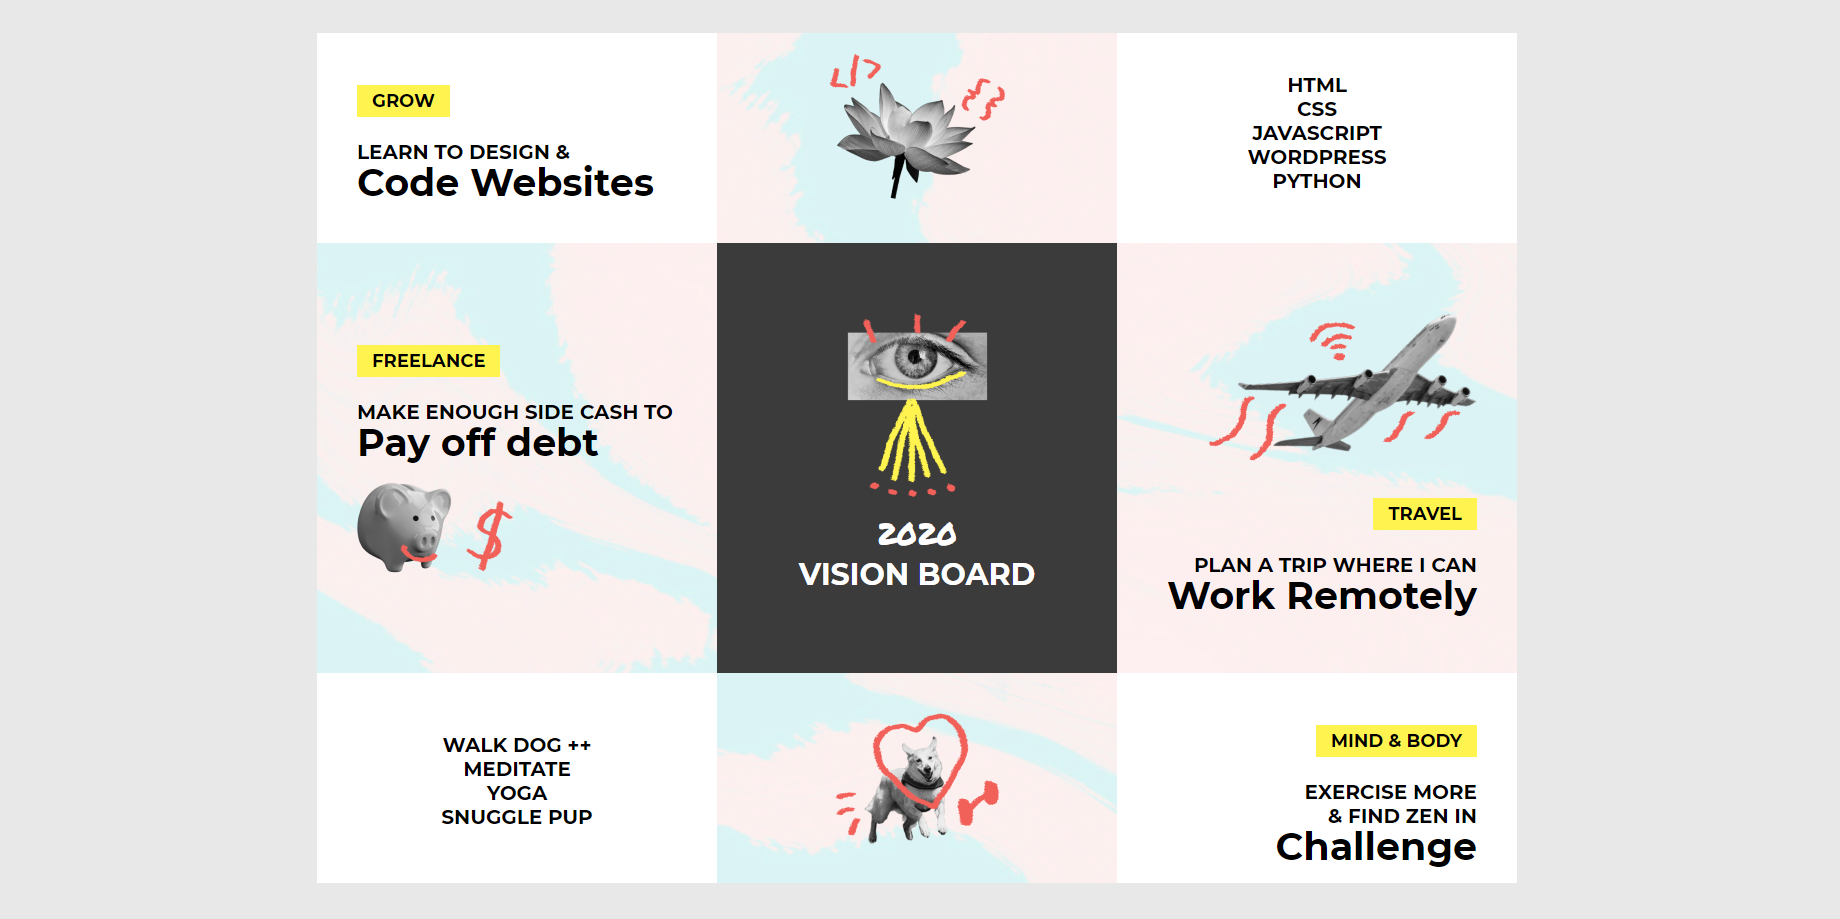 GROW
LEARN TO DESIGN &
Code Websites
</>
{}
HTML
CSS
JAVASCRIPT
WORDPRESS
PYTHON
FREELANCE
MAKE ENOUGH SIDE CASH TO
Pay off debt
$
2020
VISION BOARD
TRAVEL
PLAN A TRIP WHERE I CAN
Work Remotely
WALK DOG ++
MEDITATE
YOGA
SNUGGLE PUP
MIND & BODY
EXERCISE MORE
& FIND ZEN IN
Challenge